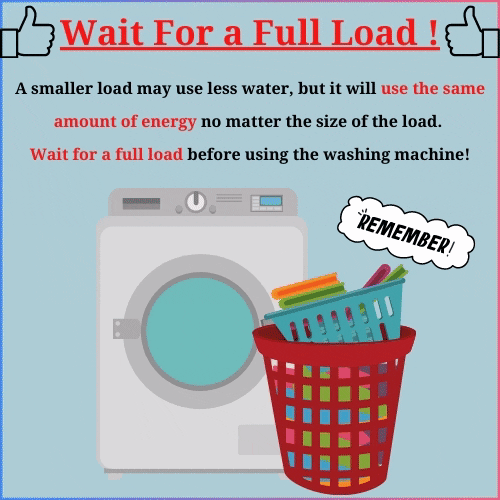 Wait For a Full Load !
A smaller load may use less water, but it will use the same
amount of energy no matter the size of the load.
Wait for a full load before using the washing machine!
REMEMBER!